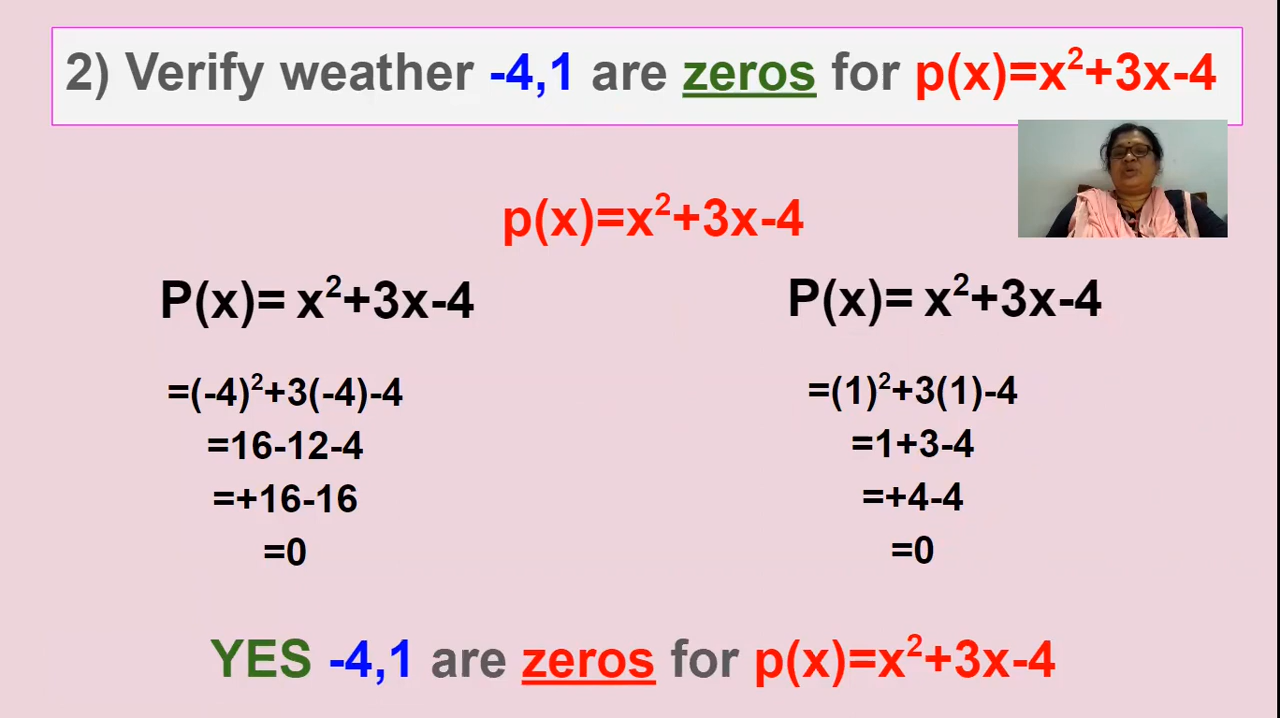 2) Verify weather -4,1 are zeros for p(x)=x²+3x-4
p(x)=x²+3x-4
P(x)= x²+3x-4
=(-4)²+3(-4)-4
=16-12-4
=+16-16
=0
P(x)= x²+3x-4
=(1)²+3(1)-4
=1+3-4
=+4-4
=0
YES -4,1 are zeros for p(x)=x²+3x-4